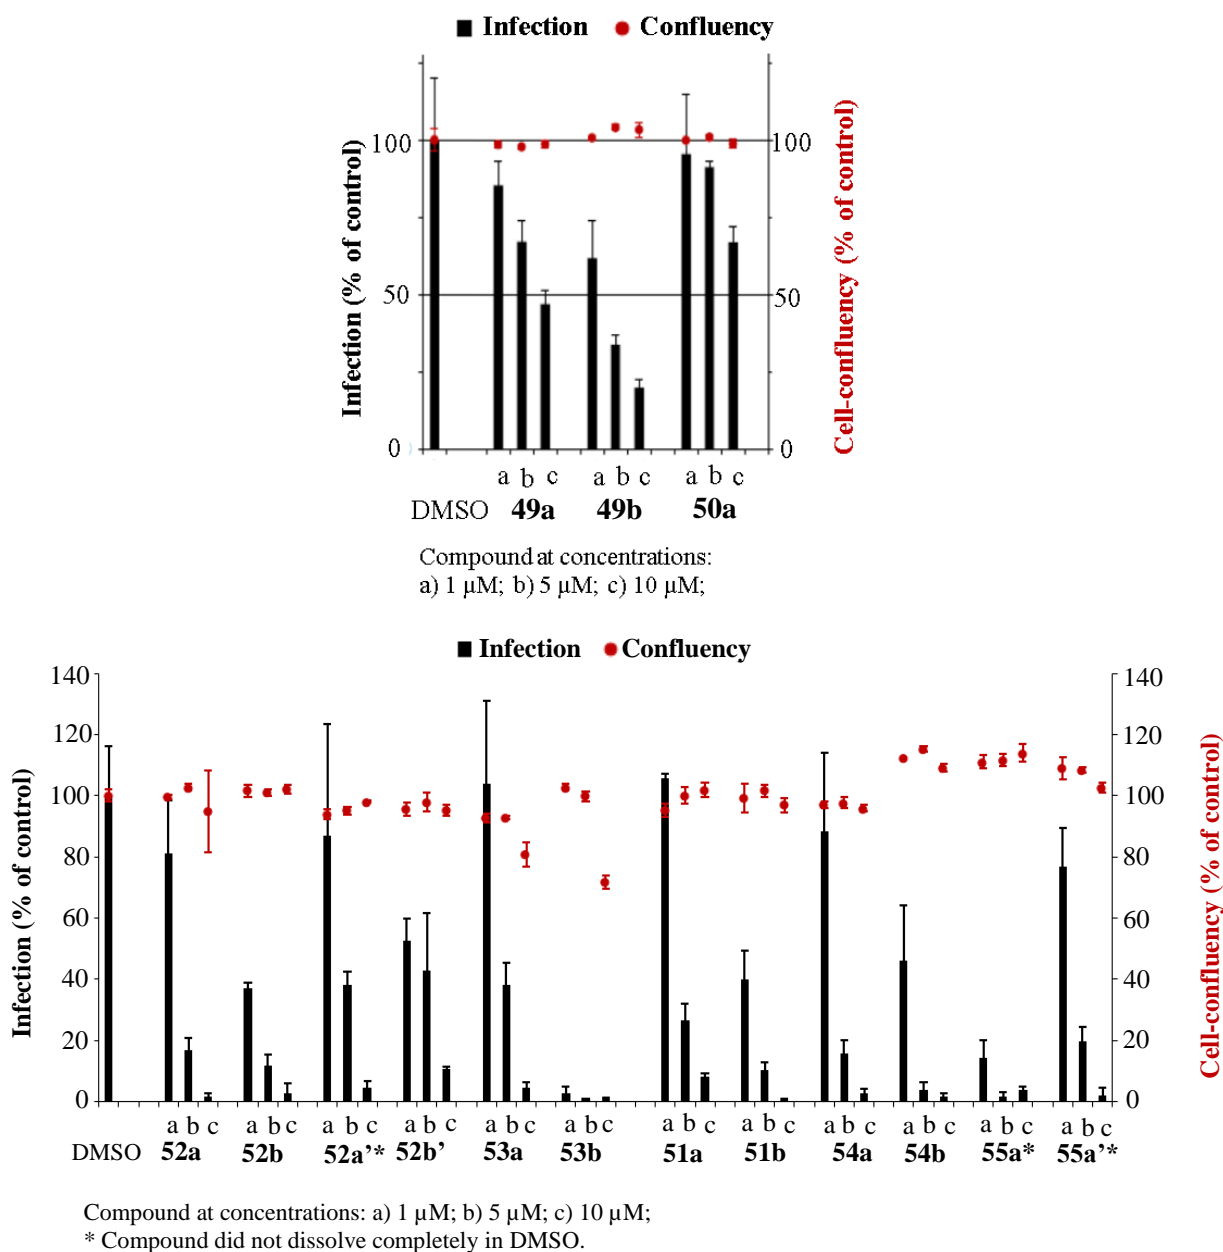 Infection Confluency
Infection (% of control)
100
50
0
100
50
0
Cell-confluency (% of control)
a b c a b c a b c
DMSO 49a 49b 50a
Compound at concentrations:
a) 1 µM; b) 5 µM; c) 10 µM;
Infection Confluency
Infection (% of control)
140
120
100
80
60
40
20
0
140
120
100
80
60
40
20
0
Cell-confluency (% of control)
a b c a b c a b c a b c a b c a b c a b c a b c a b c a b c a b c a b c
DMSO 52a 52b 52a’* 52b’ 53a 53b 51a 51b 54a 54b 55a* 55a’*
Compound at concentrations: a) 1 µM; b) 5 µM; c) 10 µM;
* Compound did not dissolve completely in DMSO.